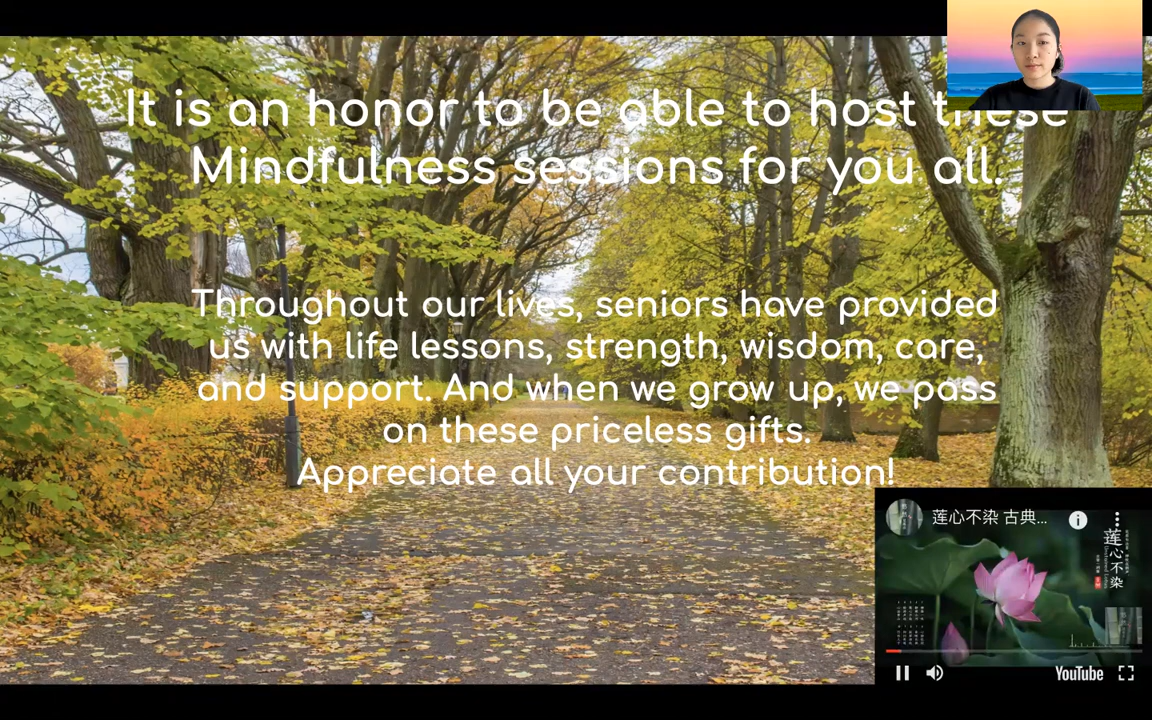 It is an honor to be able to host these
Mindfulness sessions for you all.
Throughout our lives, seniors have provided
us with life lessons, strength, wisdom, care,
and support. And when we grow up, we pass
on these priceless gifts.
Appreciate all your contribution!
莲心不染 古典...
莲心不染
YouTube